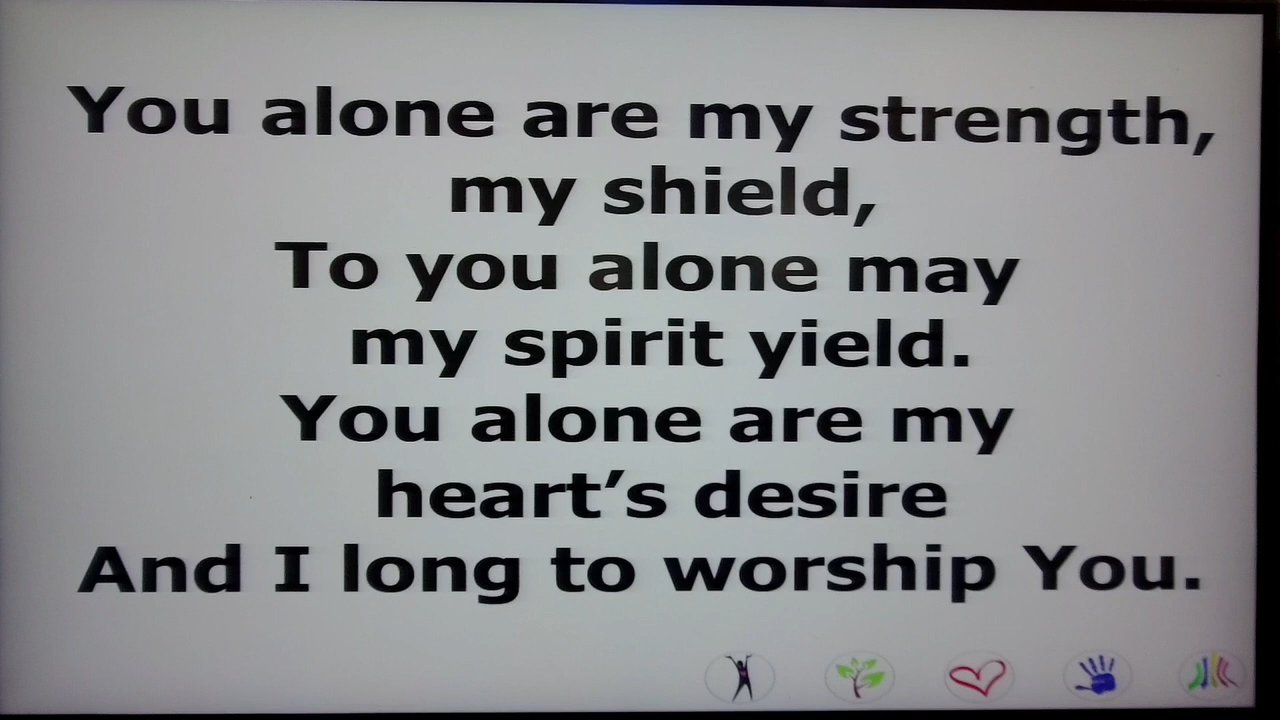 You alone are my strength,
my shield,
To you alone may
my spirit yield.
You alone are my
heart’s desire
And I long to worship You.